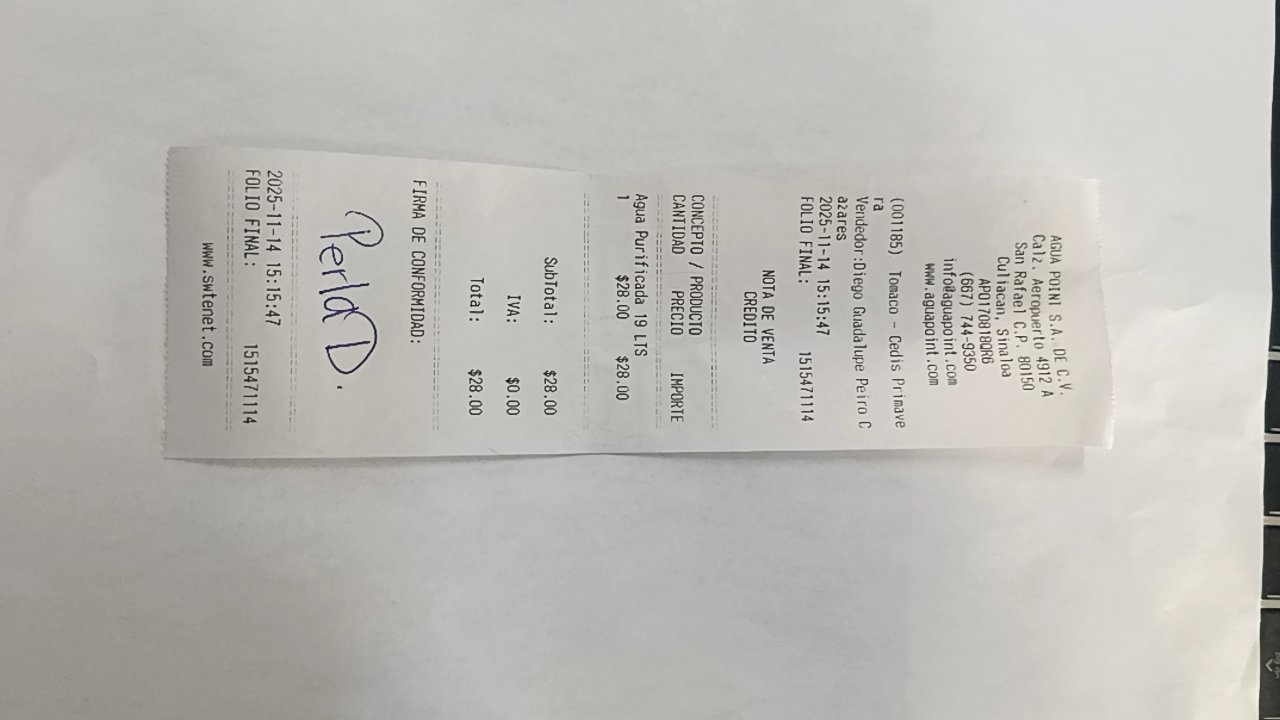 AGUA POINI S.A. DE C.V.
Calz. Aeropuerto 4912 A
San Rafael C.P. 80150
Culiacan, Sinaloa
APO170818QR6
(667) 744-9350
info@aguapoint.com
www.aguapoint.com
(001185) Tomaco - Cedis Primave
ra
Vendedor:Diego Guadalupe Peiro C
azares
2025-11-14 15:15:47
FOLIO FINAL: 1515471114
NOTA DE VENTA
CREDITO
CONCEPTO / PRODUCTO
CANTIDAD PRECIO IMPORTE
Agua Purificada 19 LTS
1 $28.00 $28.00
SubTotal: $28.00
IVA: $0.00
Total: $28.00
FIRMA DE CONFORMIDAD:
Perla D.
2025-11-14 15:15:47
FOLIO FINAL: 1515471114
www.swtenet.com